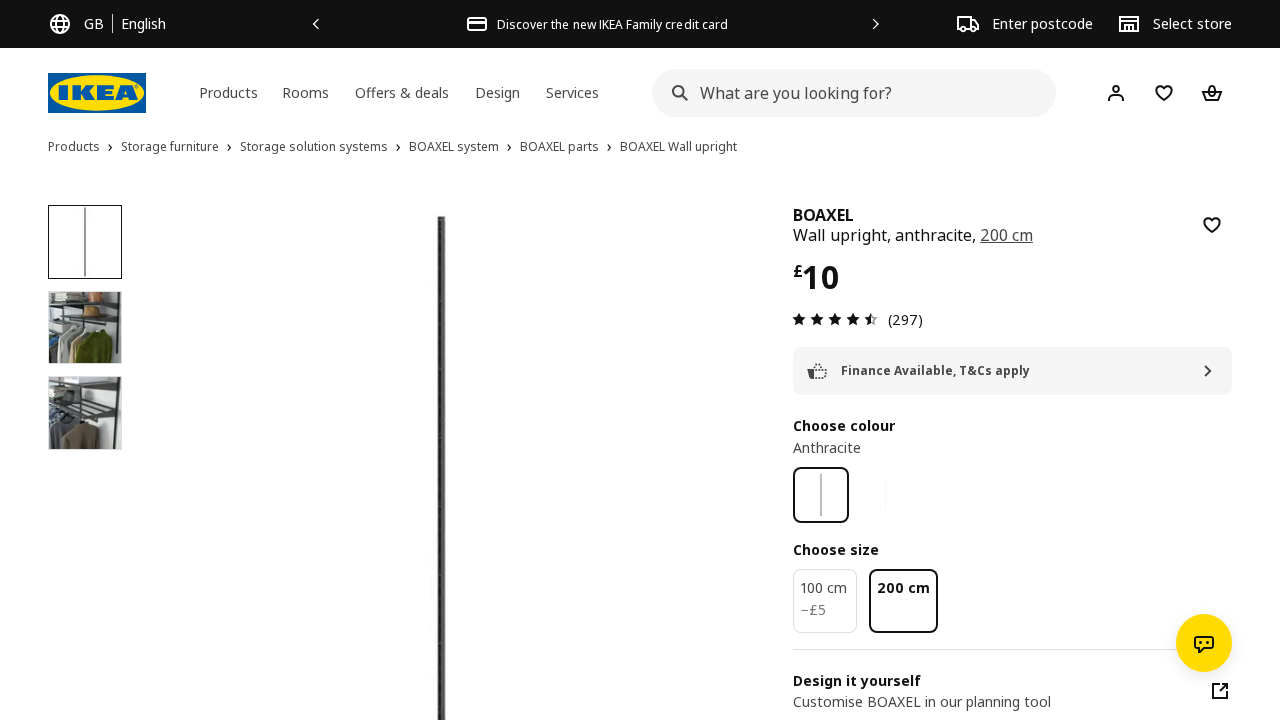 GB
English
Discover the new IKEA Family credit card
Enter postcode
Select store
IKEA
Products
Rooms
Offers & deals
Design
Services
What are you looking for?
Products › Storage furniture › Storage solution systems › BOAXEL system › BOAXEL parts › BOAXEL Wall upright
BOAXEL
Wall upright, anthracite, 200 cm
£10
(297)
Finance Available, T&Cs apply
Choose colour
Anthracite
Choose size
100 cm
−£5
200 cm
Design it yourself
Customise BOAXEL in our planning tool